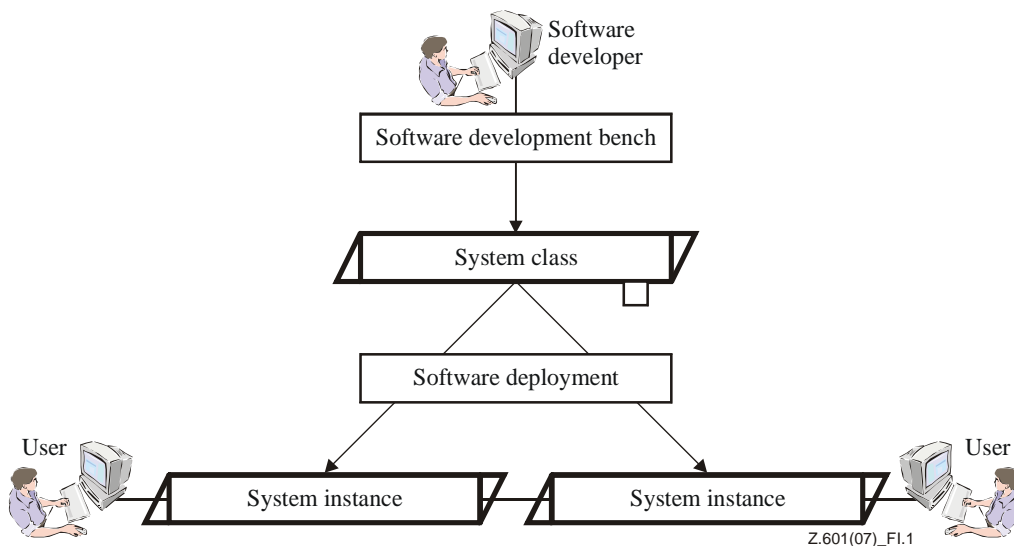 Software
developer
Software development bench
System class
Software deployment
User
User
System instance
System instance
Z.601(07)_FI.1